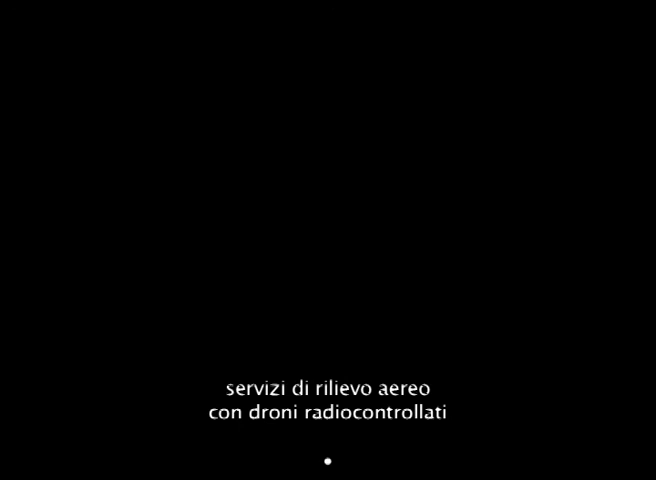 servizi di rilievo aereo
con droni radiocontrollati